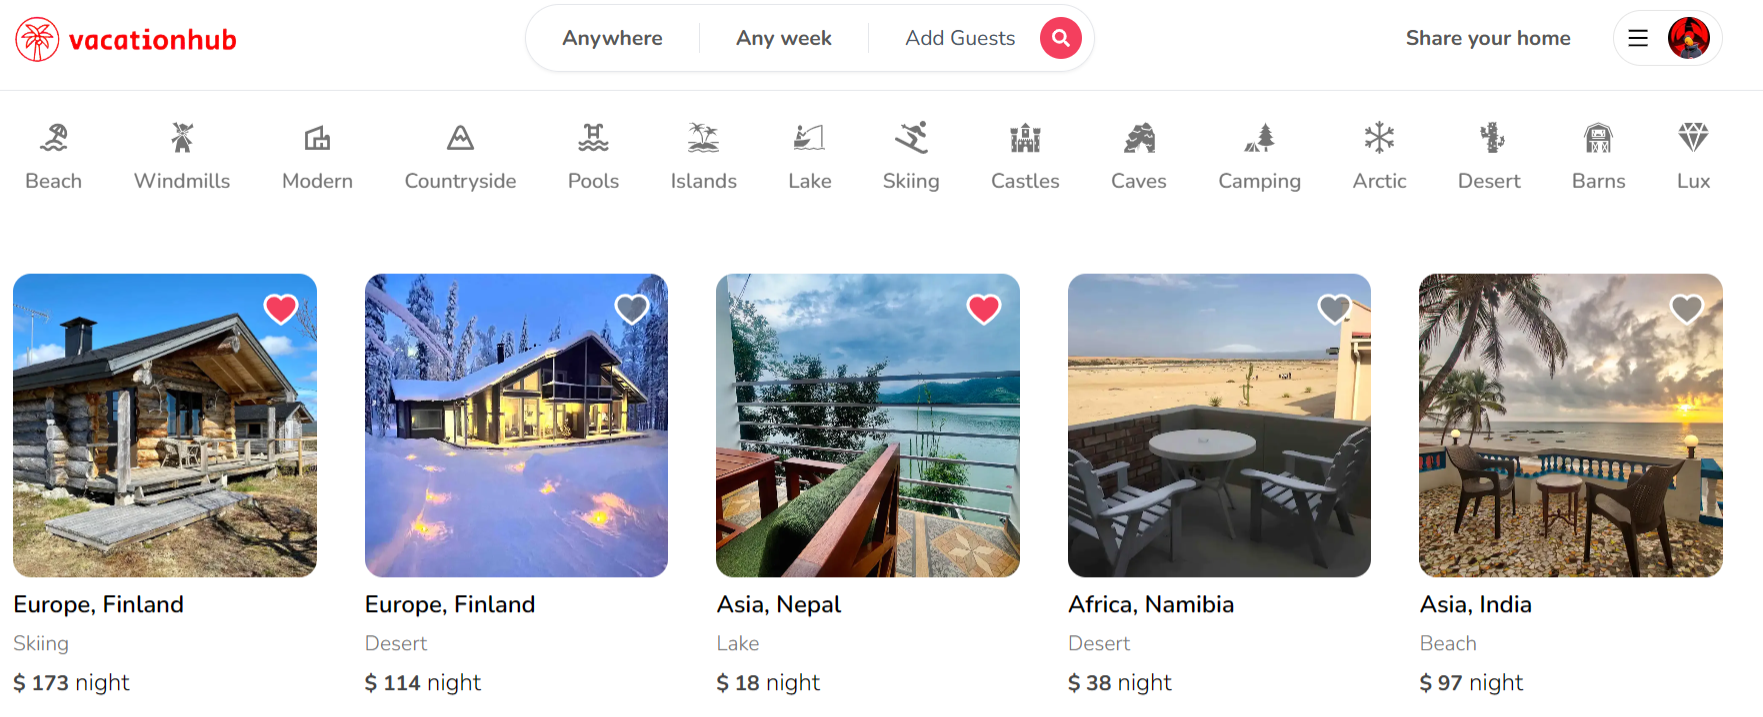 vacationhub
Anywhere
Any week
Add Guests
Share your home
Beach
Windmills
Modern
Countryside
Pools
Islands
Lake
Skiing
Castles
Caves
Camping
Arctic
Desert
Barns
Lux
Europe, Finland
Skiing
$ 173 night
Europe, Finland
Desert
$ 114 night
Asia, Nepal
Lake
$ 18 night
Africa, Namibia
Desert
$ 38 night
Asia, India
Beach
$ 97 night